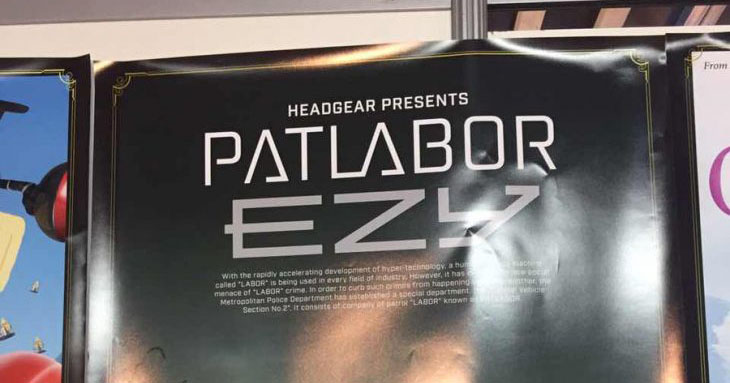 HEADGEAR PRESENTS
PATLABOR
EZY
With the rapidly accelerating development of hyper-technology, a
called "LABOR" is being used in every field of industry. However, it has
menace of "LABOR" crime. In order to curb such crimes from happening
Metropolitan Police Department has established a special department, Vehicle
Section No.2". It consists of company of patrol "LABOR" known as
From